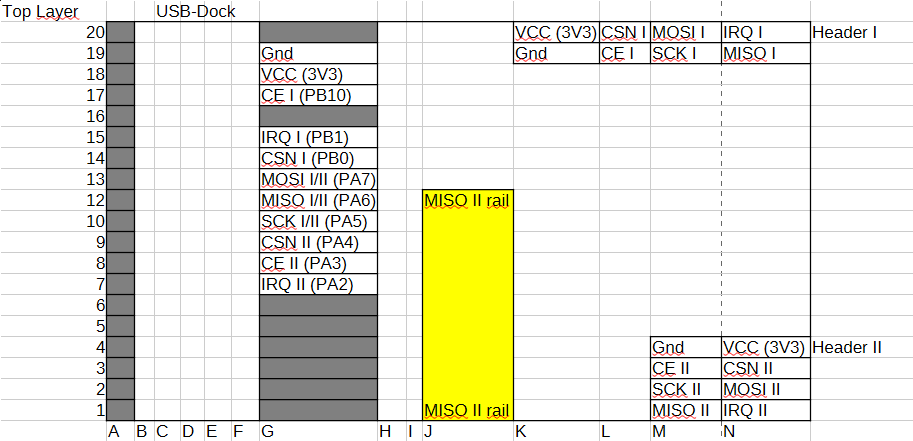 Top Layer USB-Dock
20 VCC (3V3) CSN I MOSI I IRQ I Header I
19 Gnd Gnd CE I SCK I MISO I
18 VCC (3V3)
17 CE I (PB10)
16
15 IRQ I (PB1)
14 CSN I (PB0)
13 MOSI I/II (PA7)
12 MISO I/II (PA6) MISO II rail
10 SCK I/II (PA5)
9 CSN II (PA4)
8 CE II (PA3)
7 IRQ II (PA2)
6
5
4 Gnd VCC (3V3) Header II
3 CE II CSN II
2 SCK II MOSI II
1 MISO II rail MISO II IRQ II
A B C D E F G H I J K L M N